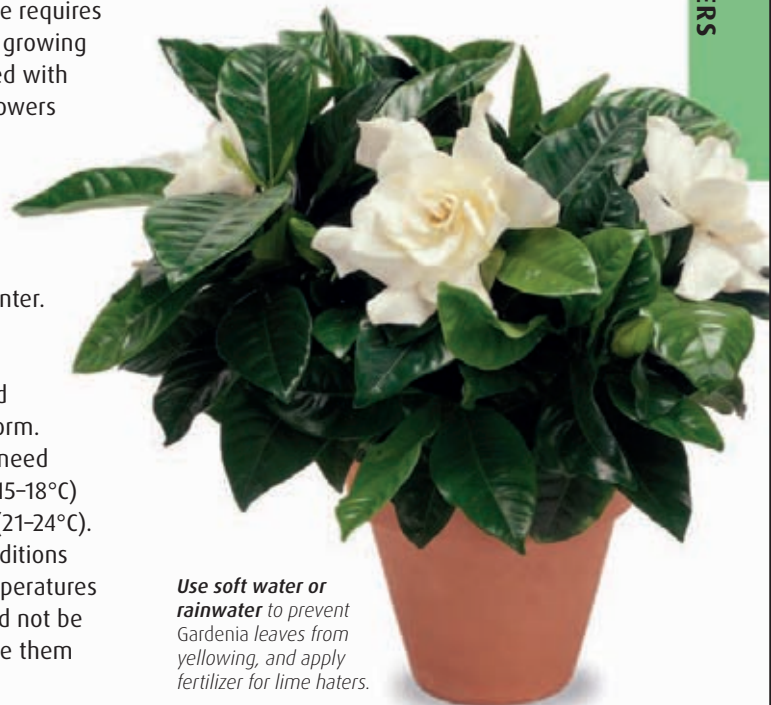 ERS
e requires
growing
ed with
owers
nter.
d
orm.
need
15–18°C)
(21–24°C).
ditions
peratures
d not be
e them
Use soft water or
rainwater to prevent
Gardenia leaves from
yellowing, and apply
fertilizer for lime haters.